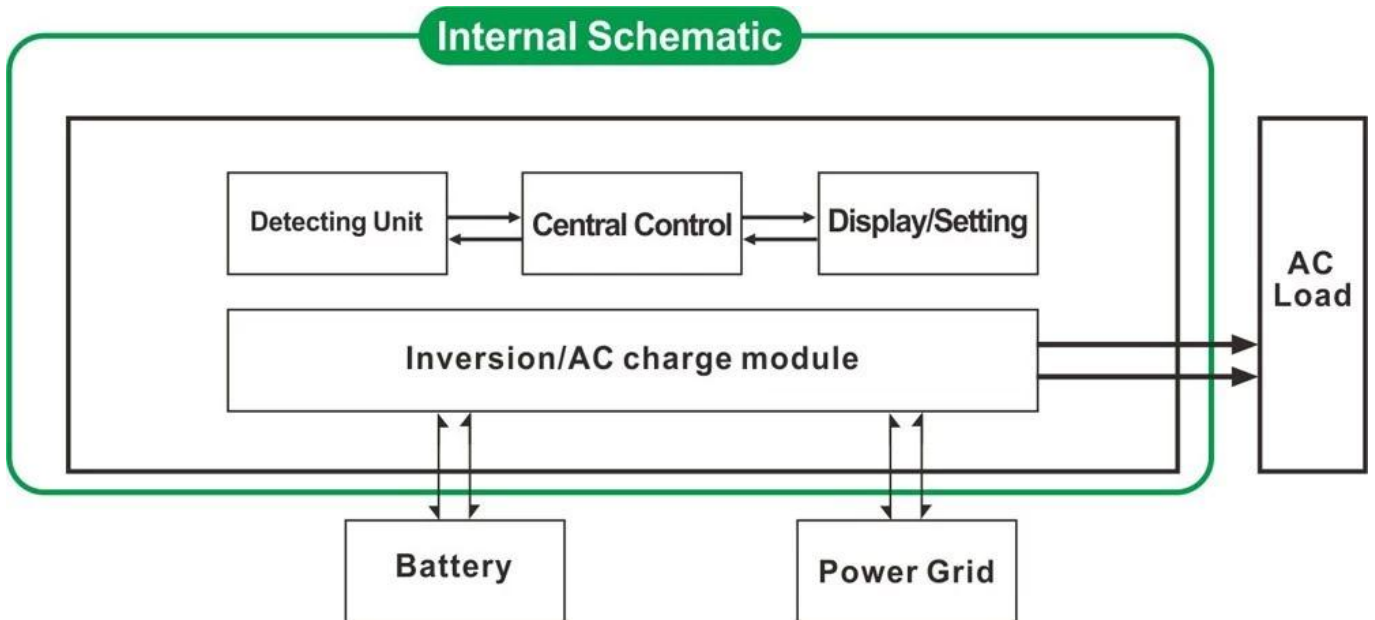 Internal Schematic
Detecting Unit
Central Control
Display/Setting
AC
Load
Inversion/AC charge module
Battery
Power Grid